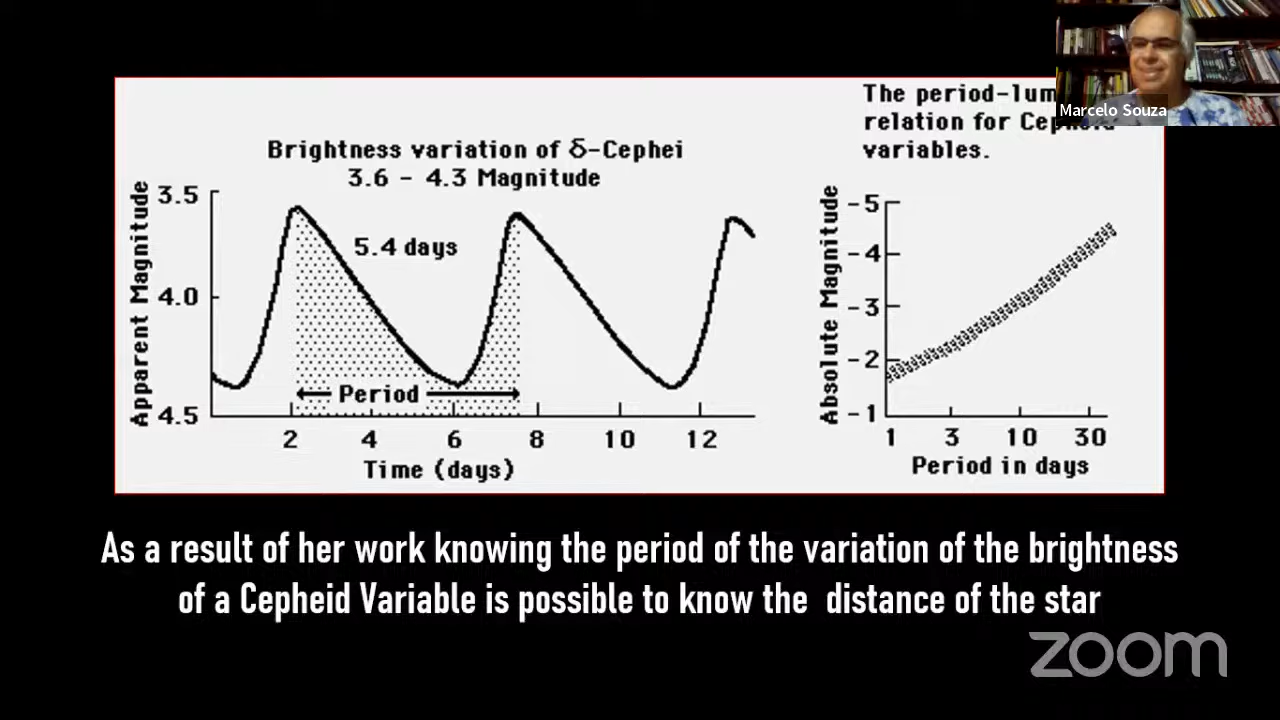 Marcelo Souza
Brightness variation of δ-Cephei
3.6 - 4.3 Magnitude
Apparent Magnitude
3.5
4.0
4.5
5.4 days
Period
2 4 6 8 10 12
Time (days)
The period-lum
relation for Cepheid
variables.
Absolute Magnitude
-5
-4
-3
-2
-1
1 3 10 30
Period in days
As a result of her work knowing the period of the variation of the brightness
of a Cepheid Variable is possible to know the distance of the star
zoom